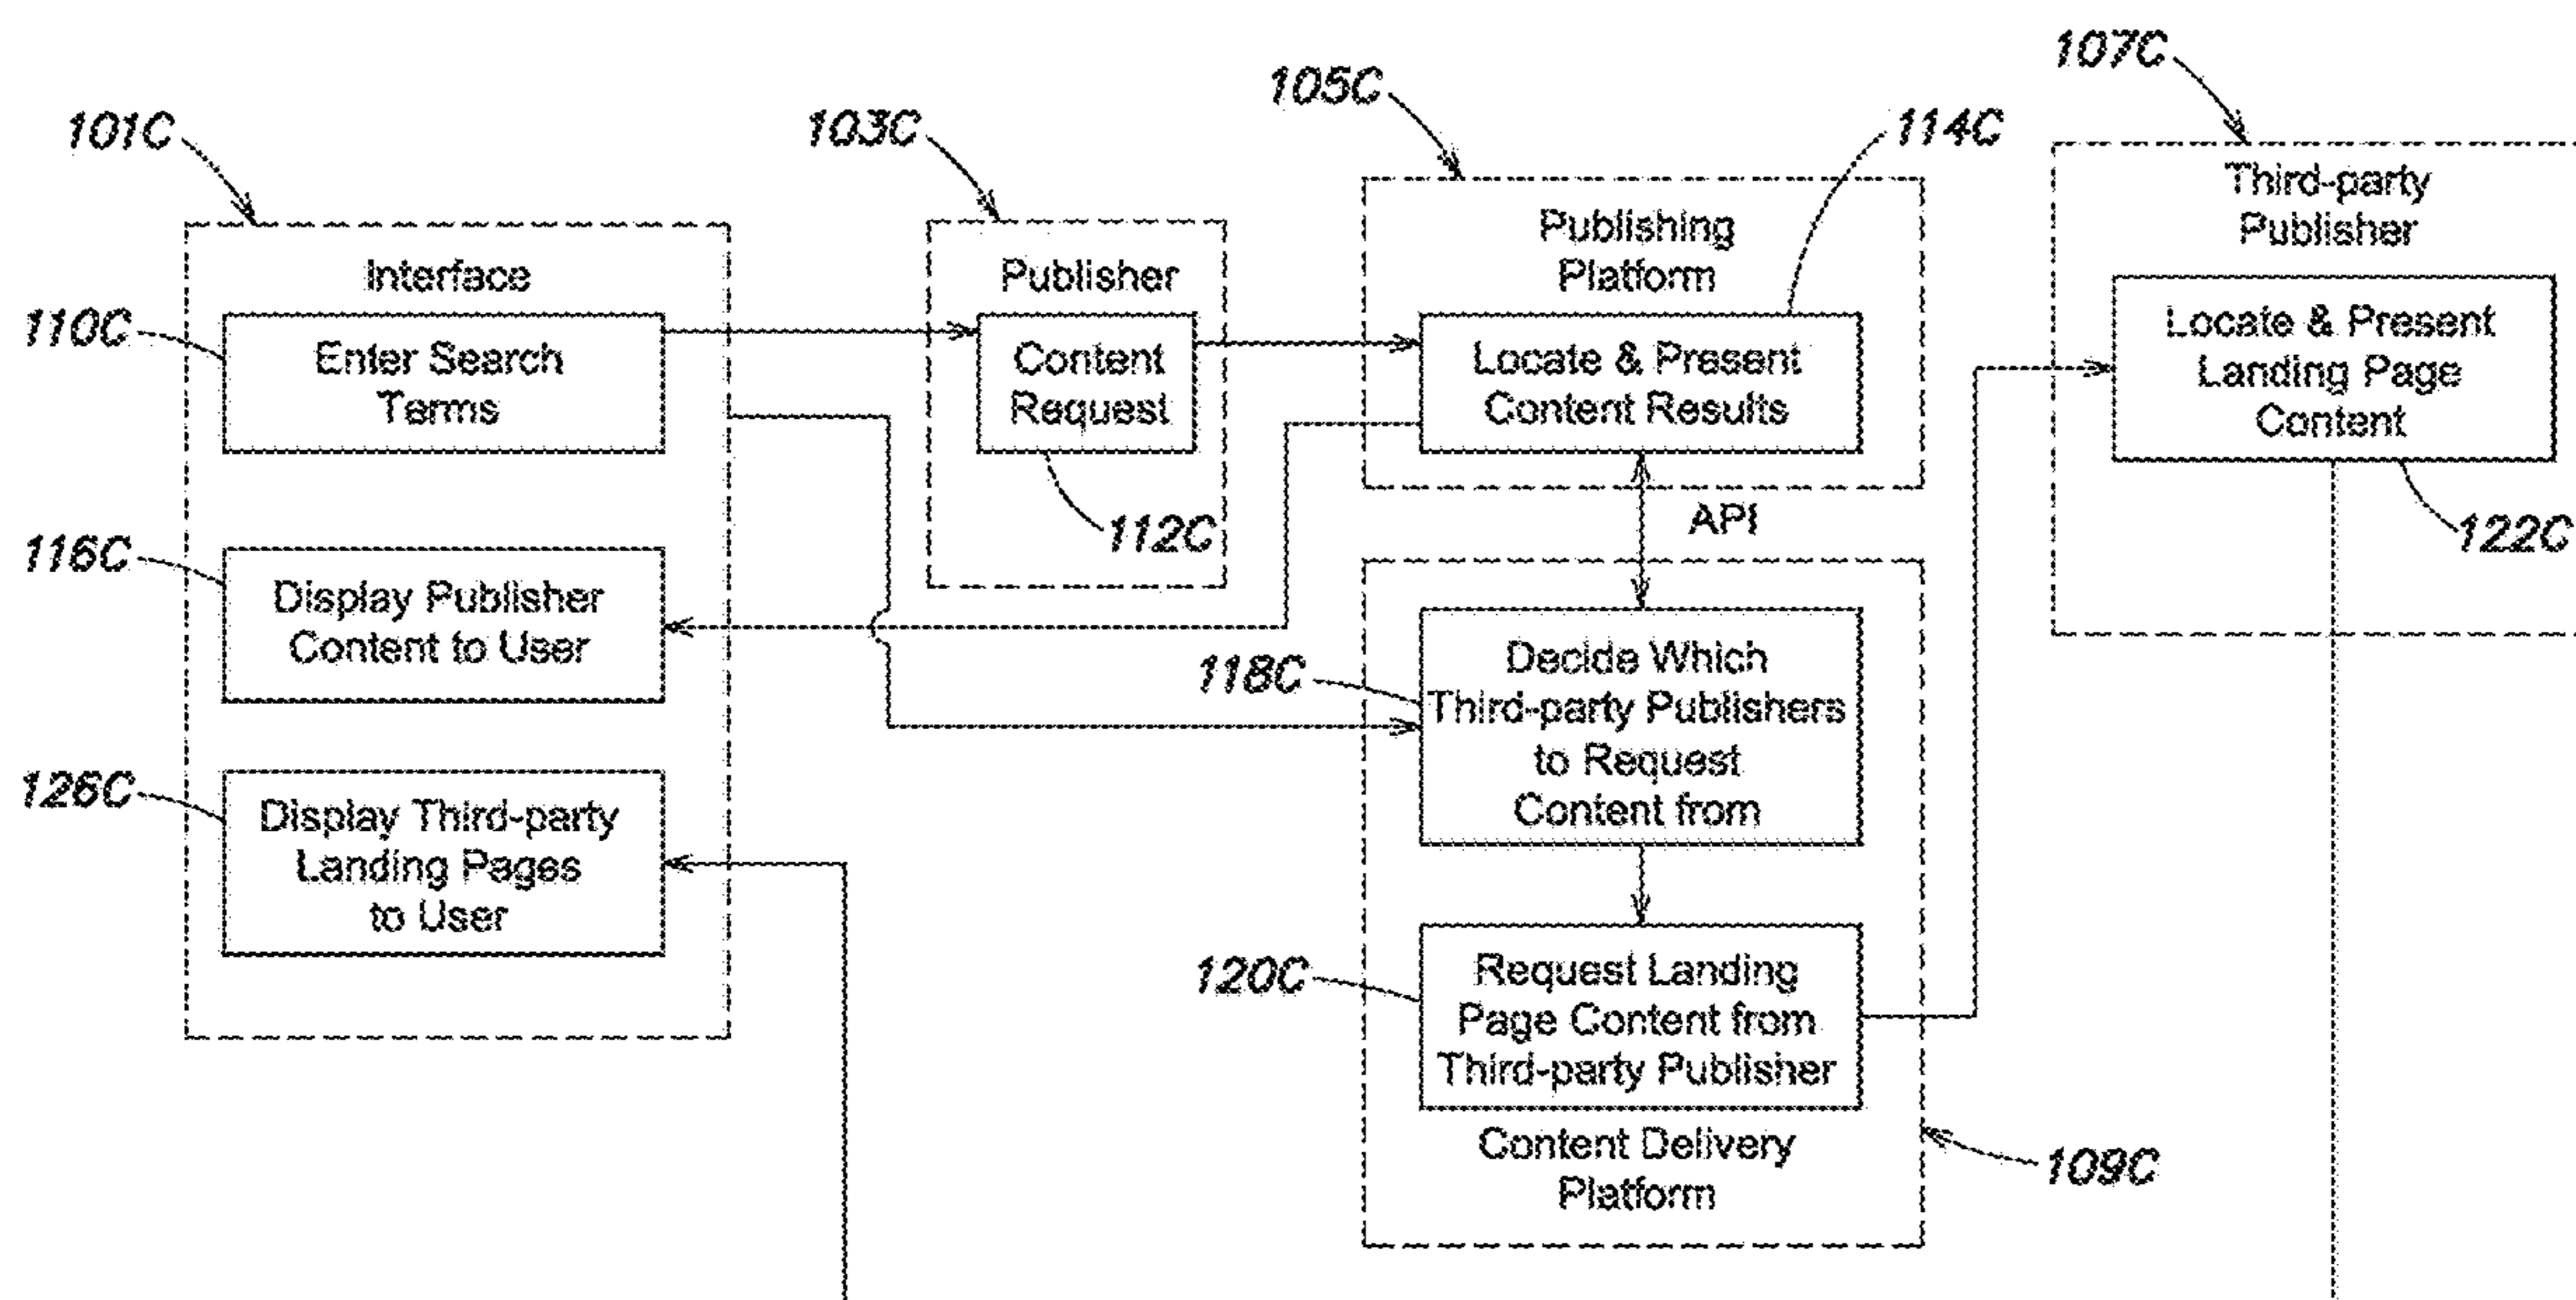 107C
105C
114C
103C
101C
Third-party
Publisher
Publishing
Platform
Publisher
Interface
110C
Enter Search
Terms
Content
Request
Locate & Present
Content Results
Locate & Present
Landing Page
Content
112C
API
122C
116C
Display Publisher
Content to User
118C
Decide Which
Third-party Publishers
to Request
Content from
126C
Display Third-party
Landing Pages
to User
120C
Request Landing
Page Content from
Third-party Publisher
Content Delivery
Platform
109C